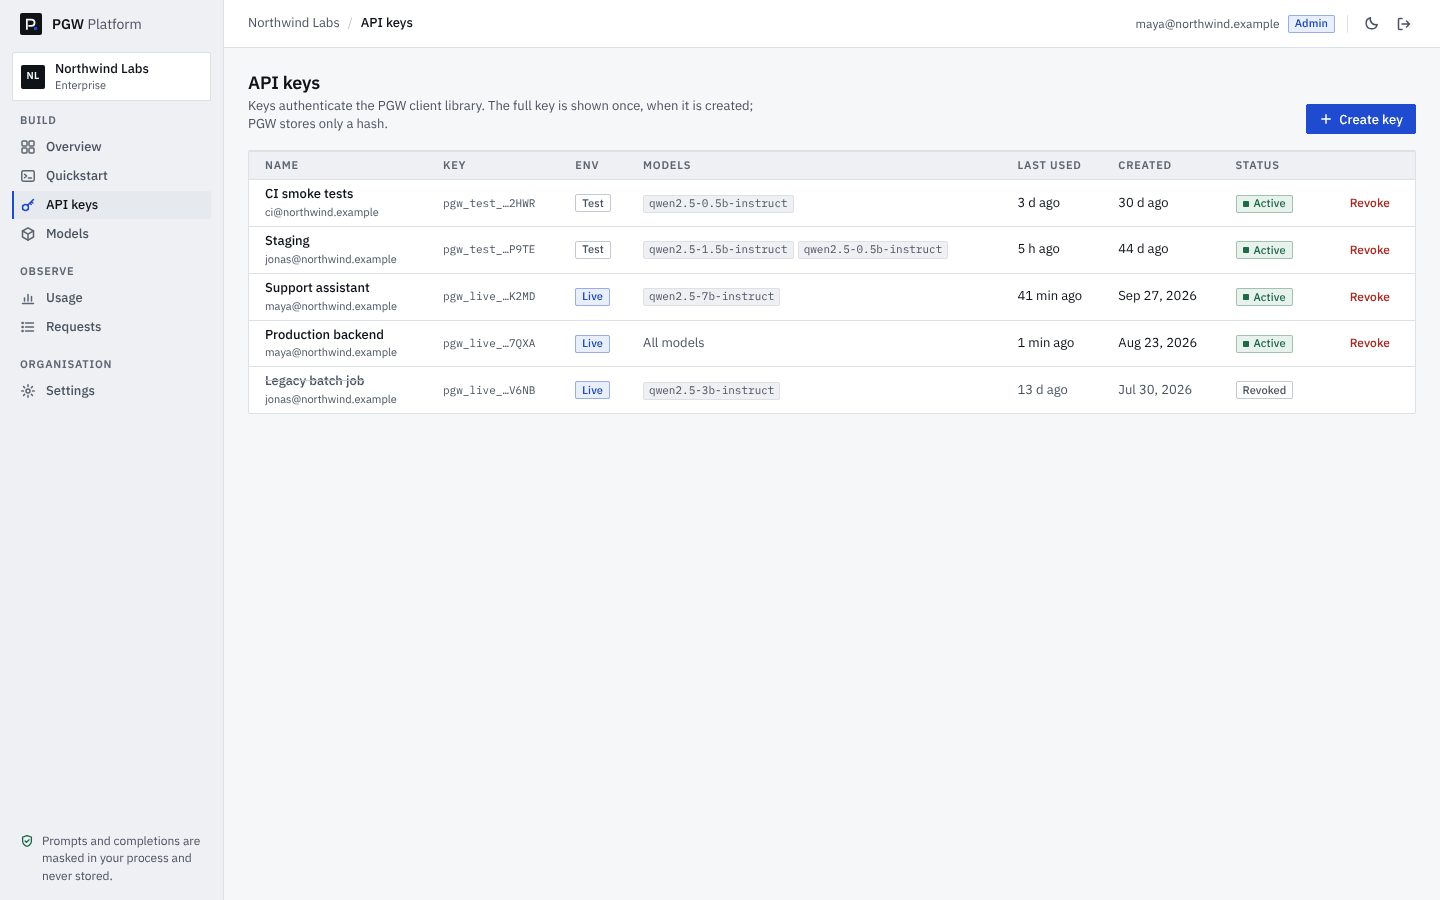 PGW Platform
NL
Northwind Labs
Enterprise
BUILD
Overview
Quickstart
API keys
Models
OBSERVE
Usage
Requests
ORGANISATION
Settings
Prompts and completions are
masked in your process and
never stored.
Northwind Labs / API keys
maya@northwind.example Admin
API keys
Keys authenticate the PGW client library. The full key is shown once, when it is created;
PGW stores only a hash.
+ Create key
NAME KEY ENV MODELS LAST USED CREATED STATUS
CI smoke tests
ci@northwind.example
pgw_test_…2HWR Test qwen2.5-0.5b-instruct 3 d ago 30 d ago Active Revoke
Staging
jonas@northwind.example
pgw_test_…P9TE Test qwen2.5-1.5b-instruct qwen2.5-0.5b-instruct 5 h ago 44 d ago Active Revoke
Support assistant
maya@northwind.example
pgw_live_…K2MD Live qwen2.5-7b-instruct 41 min ago Sep 27, 2026 Active Revoke
Production backend
maya@northwind.example
pgw_live_…7QXA Live All models 1 min ago Aug 23, 2026 Active Revoke
Legacy batch job
jonas@northwind.example
pgw_live_…V6NB Live qwen2.5-3b-instruct 13 d ago Jul 30, 2026 Revoked